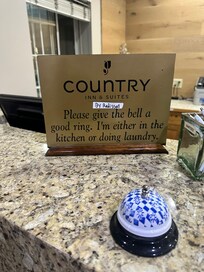 COUNTRY
INN & SUITES
By Radisson
Please give the bell a
good ring. I'm either in the
kitchen or doing laundry.